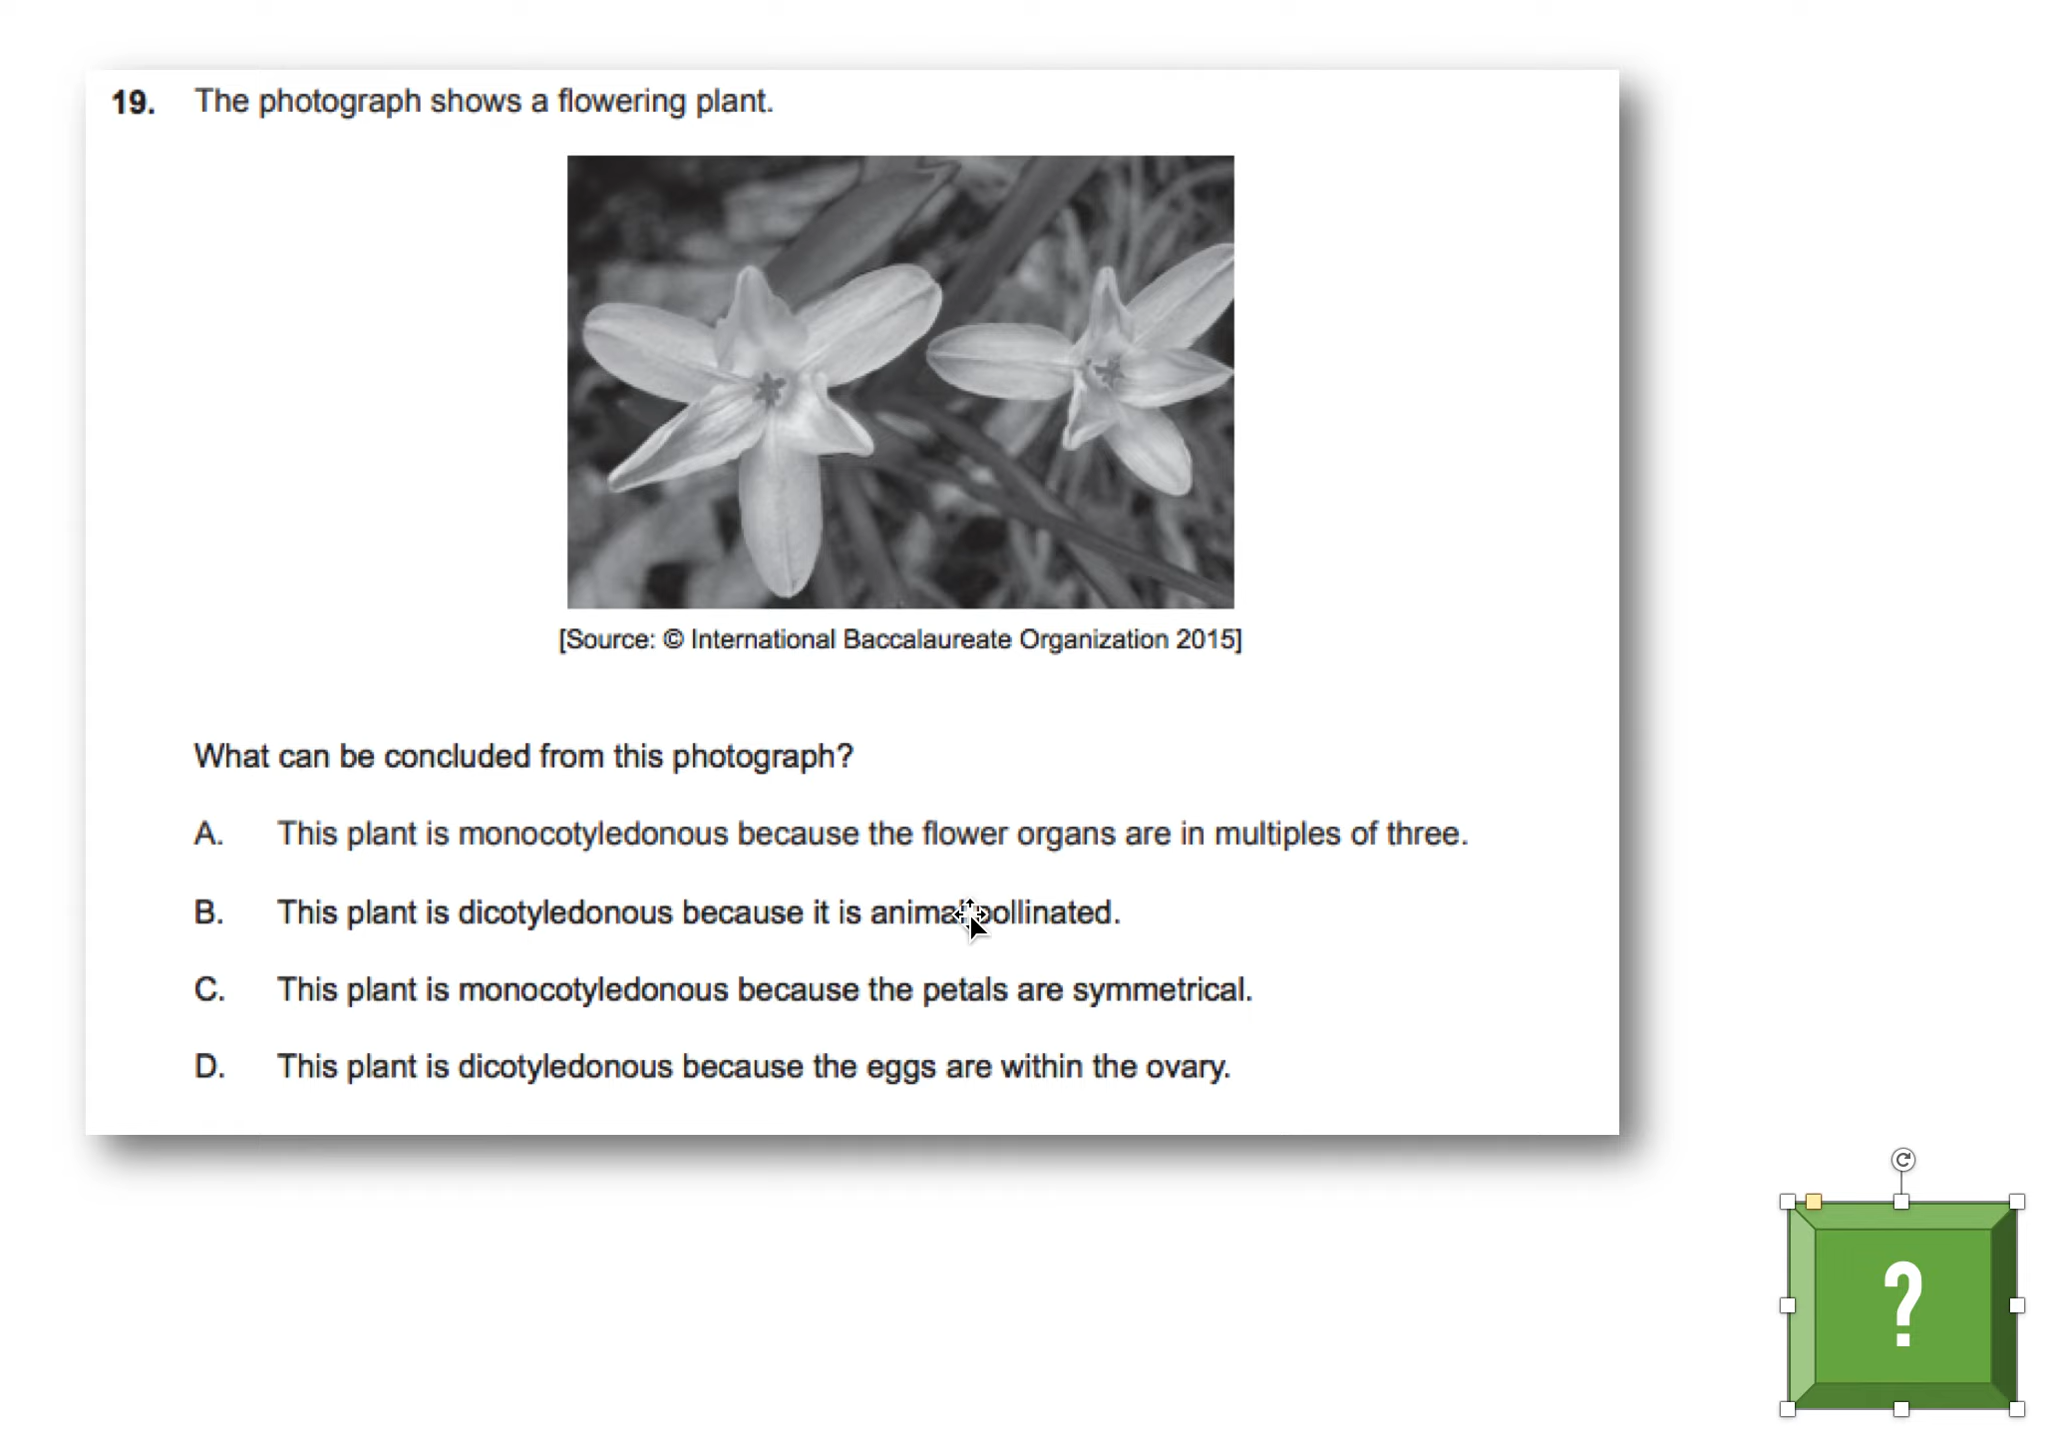 19. The photograph shows a flowering plant.
[Source: © International Baccalaureate Organization 2015]
What can be concluded from this photograph?
A. This plant is monocotyledonous because the flower organs are in multiples of three.
B. This plant is dicotyledonous because it is animal pollinated.
C. This plant is monocotyledonous because the petals are symmetrical.
D. This plant is dicotyledonous because the eggs are within the ovary.
?